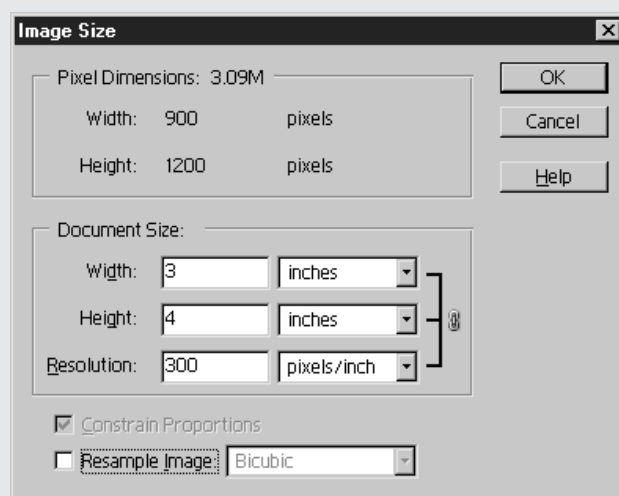 Image Size
Pixel Dimensions: 3.09M
Width: 900 pixels
Height: 1200 pixels
OK
Cancel
Help
Document Size:
Width: 3 inches
Height: 4 inches
Resolution: 300 pixels/inch
Constrain Proportions
Resample Image: Bicubic